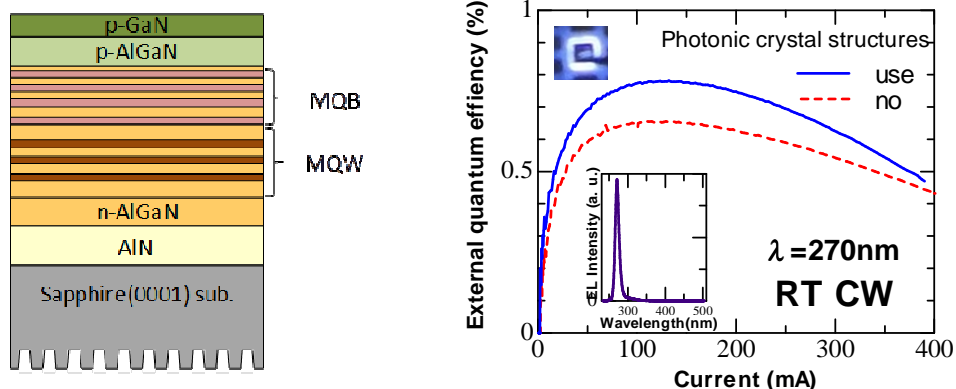 p-GaN
p-AlGaN
MQB
MQW
n-AlGaN
AlN
Sapphire(0001) sub.
External quantum effiency (%)
1
0.5
0
Photonic crystal structures
use
no
EL Intensity (a. u.)
300
400
500
Wavelength(nm)
λ=270nm
RT CW
0
100
200
300
400
Current (mA)